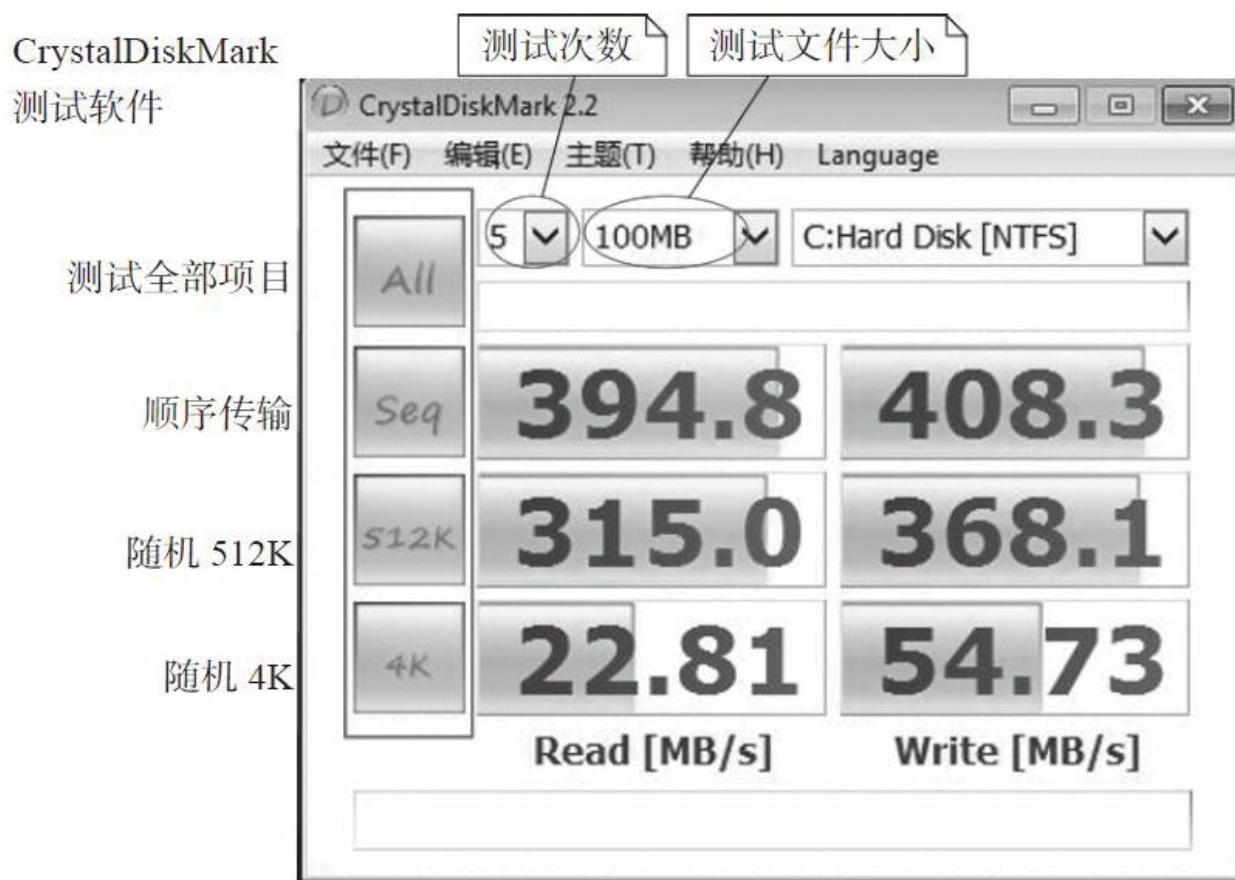 CrystalDiskMark
测试软件
测试次数
测试文件大小
CrystalDiskMark 2.2
文件(F) 编辑(E) 主题(T) 帮助(H) Language
测试全部项目
All
5 100MB C:Hard Disk [NTFS]
顺序传输
Seq 394.8 408.3
随机 512K
512K 315.0 368.1
随机 4K
4K 22.81 54.73
Read [MB/s] Write [MB/s]